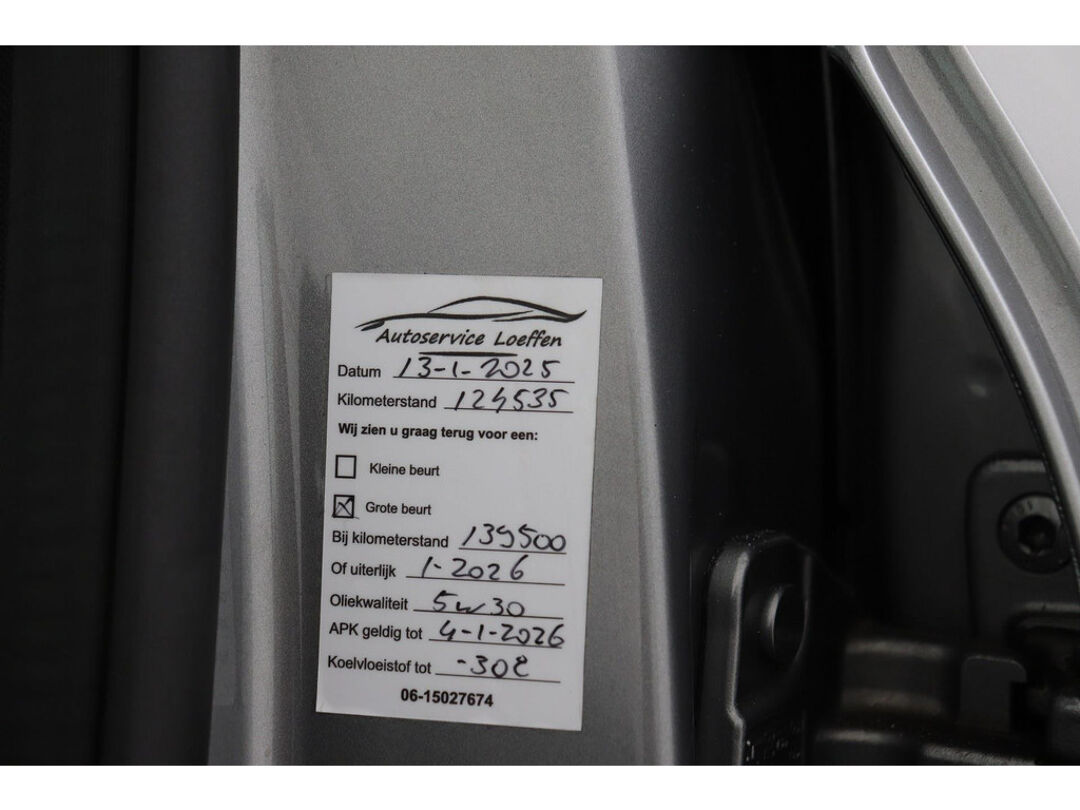 Autoservice Loeffen
Datum 13-1-2025
Kilometerstand 124535
Wij zien u graag terug voor een:
Kleine beurt
Grote beurt
Bij kilometerstand 139500
Of uiterlijk 1-2026
Oliekwaliteit 5w30
APK geldig tot 4-1-2026
Koelvloeistof tot -30c
06-15027674